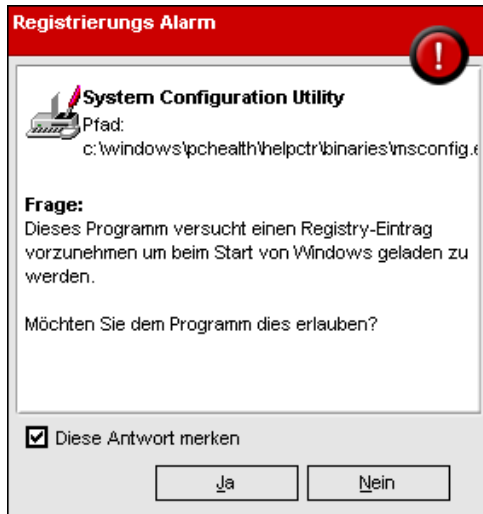 Registrierungs Alarm
System Configuration Utility
Pfad:
c:\windows\pchealth\helpctr\binaries\msconfig.e
Frage:
Dieses Programm versucht einen Registry-Eintrag
vorzunehmen um beim Start von Windows geladen zu
werden.
Möchten Sie dem Programm dies erlauben?
Diese Antwort merken
Ja
Nein